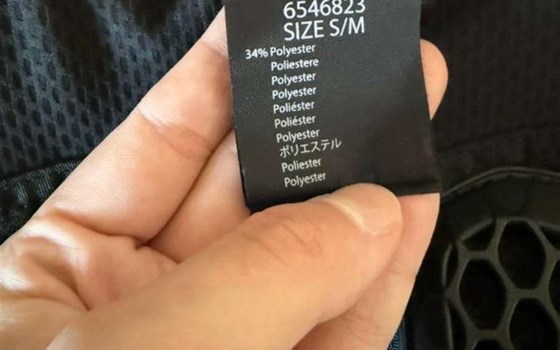 6546823
SIZE S/M
34% Polyester
Poliestere
Polyester
Polyester
Poliéster
Poliéster
Polyester
ポリエステル
Poliester
Polyester